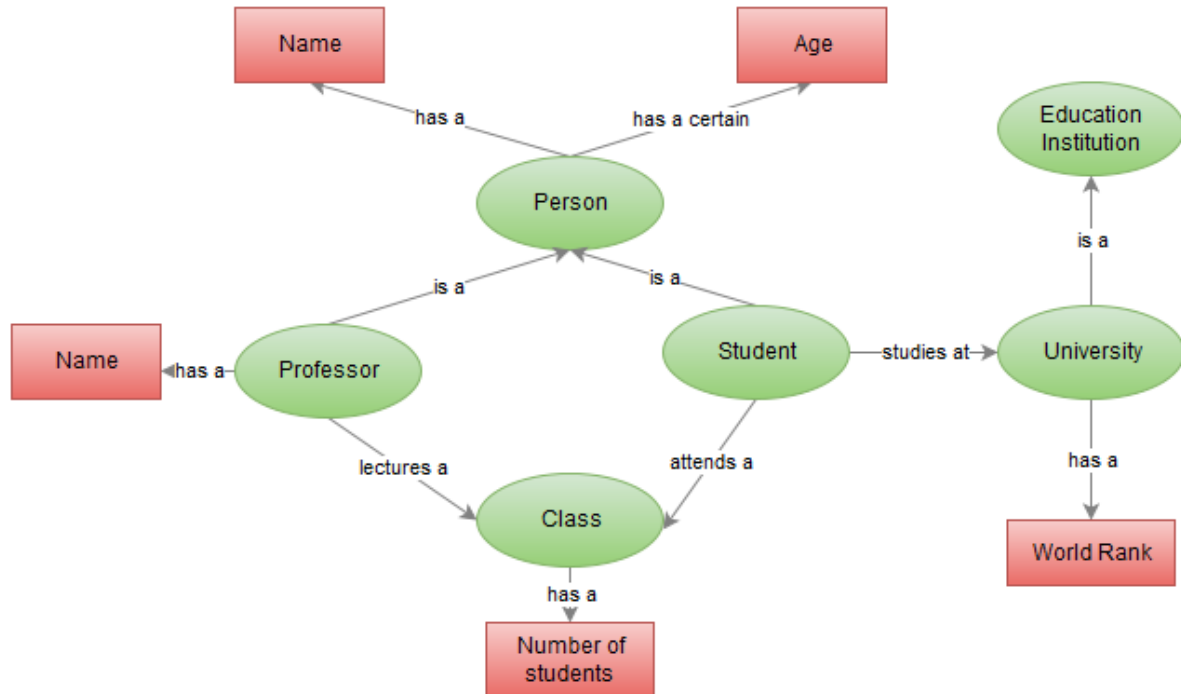 Name
Age
has a
has a certain
Education
Institution
Person
is a
is a
is a
Name
has a
Professor
Student
studies at
University
lectures a
attends a
has a
Class
World Rank
has a
Number of
students